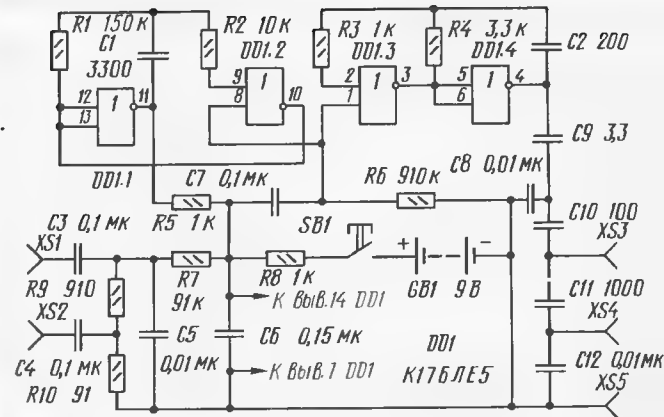 R1 150 к
C1
3300
R2 10 к
DD1.2
R3 1 к
DD1.3
R4 3,3 к
DD1.4
C2 200
12
13
1
11
9
8
1
10
2
1
1
3
5
6
1
4
C9 3,3
DD1.1
C7 0,1 мк
R6 910 к
C8 0,01 мк
C3 0,1 мк
XS1
R5 1 к
SB1
C10 100
XS3
R9 910
R7
91 к
R8 1 к
+
-
GB1 9 В
C11 1000
XS2
К выв.14 DD1
XS4
C4 0,1 мк
C5
0,01 мк
C6 0,15 мк
DD1
C12 0,01 мк
R10 91
К выв.7 DD1
К176ЛЕ5
XS5